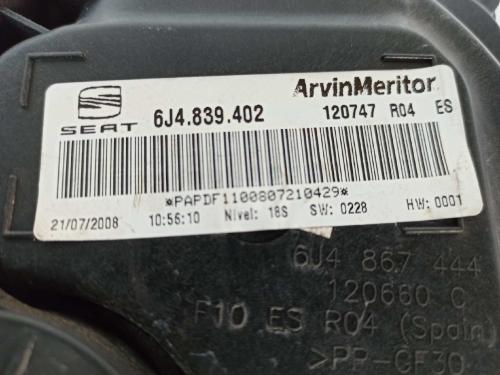 ArvinMeritor
SEAT 6J4.839.402 120747 R04 ES
*PAPDF1100807210429*
21/07/2008 10:56:10 Nivel: 18S SW: 0228 HW: 0001
6J4 867 444
120660 C
F10 ES R04 (Spain)
>PP-GF30